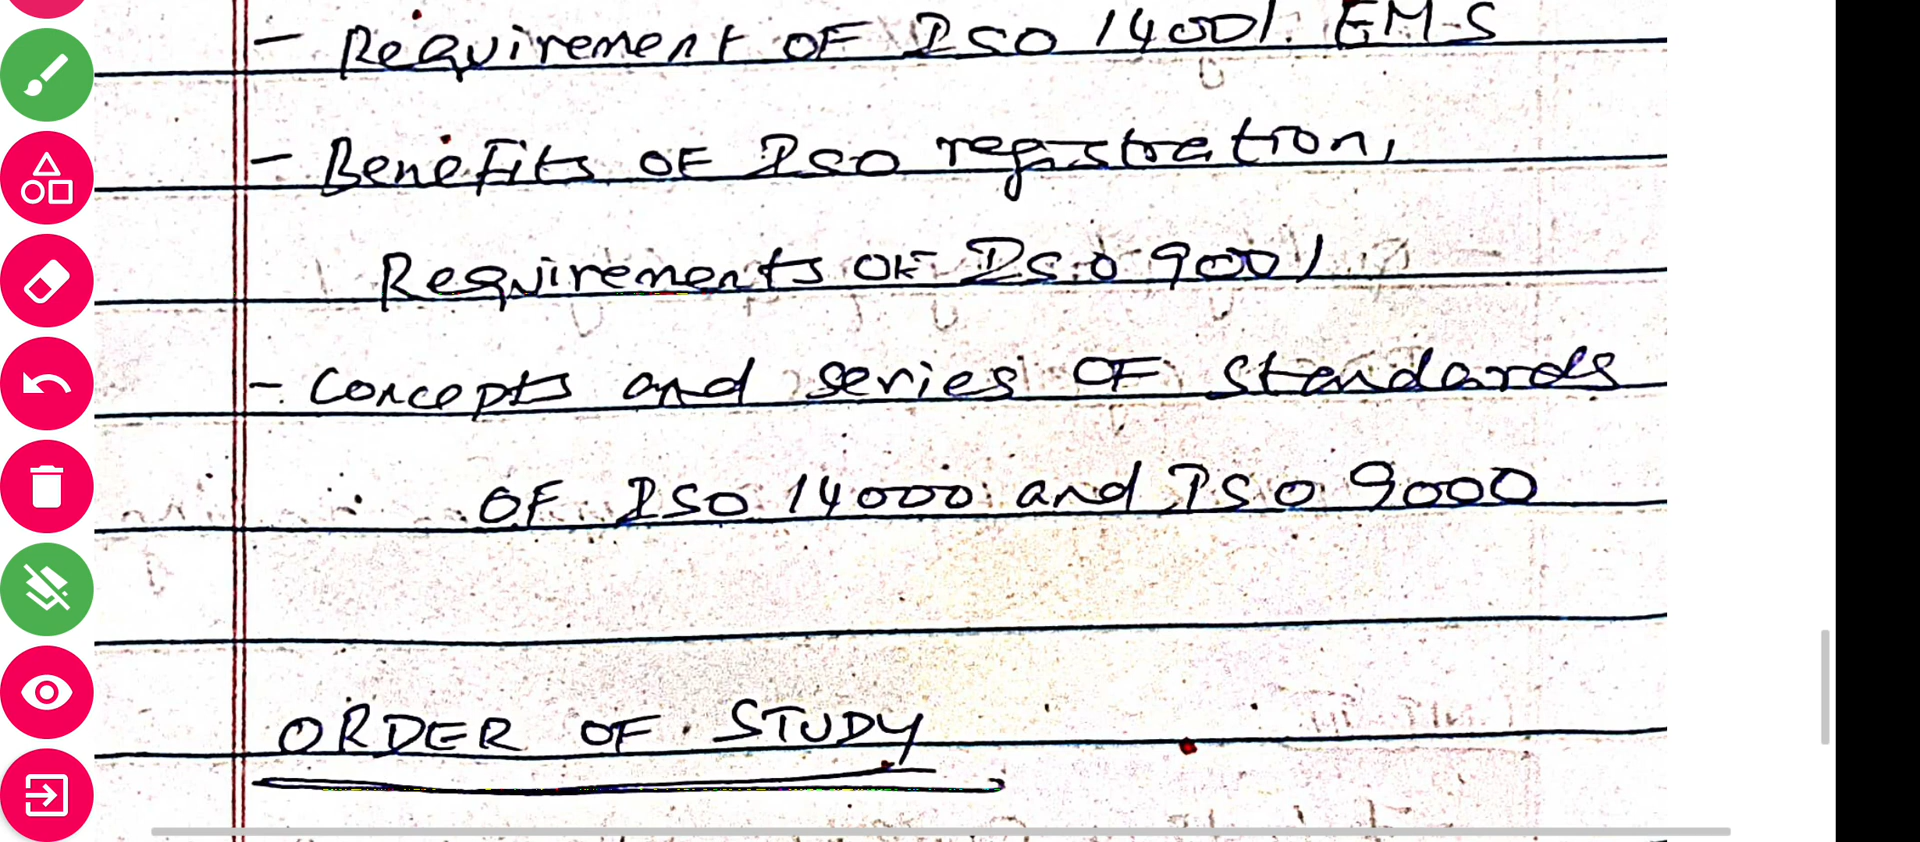 - Requirement OF ISO 14001. EMS
- Benefits OF ISO registration,
Requirements OF ISO 9001
- Concepts and series OF standards
OF ISO 14000 and ISO 9000
ORDER OF STUDY